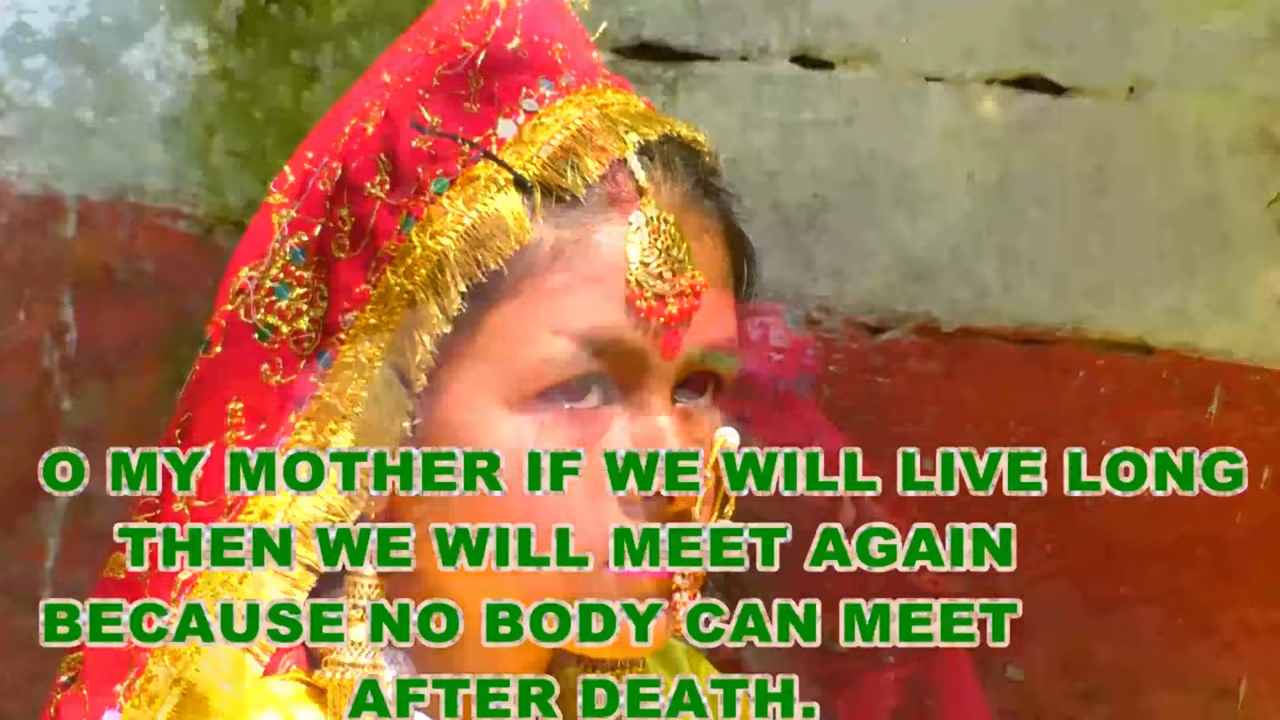 O MY MOTHER IF WE WILL LIVE LONG
THEN WE WILL MEET AGAIN
BECAUSE NO BODY CAN MEET
AFTER DEATH.